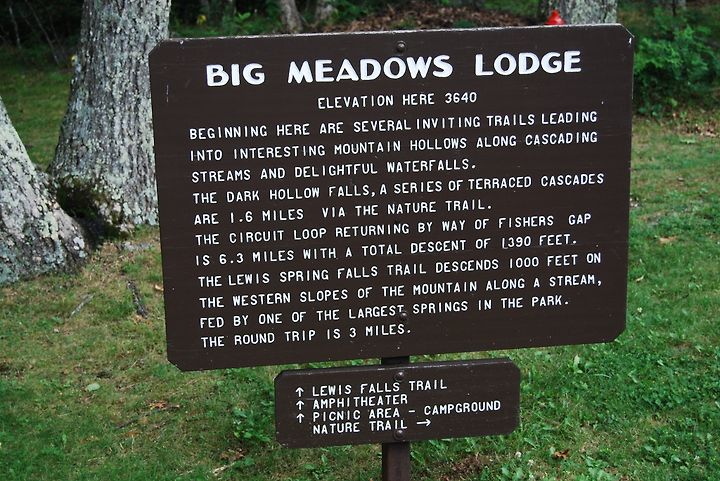 BIG MEADOWS LODGE
ELEVATION HERE 3640
BEGINNING HERE ARE SEVERAL INVITING TRAILS LEADING
INTO INTERESTING MOUNTAIN HOLLOWS ALONG CASCADING
STREAMS AND DELIGHTFUL WATERFALLS.
THE DARK HOLLOW FALLS, A SERIES OF TERRACED CASCADES
ARE 1.6 MILES VIA THE NATURE TRAIL.
THE CIRCUIT LOOP RETURNING BY WAY OF FISHERS GAP
IS 6.3 MILES WITH A TOTAL DESCENT OF 1,390 FEET.
THE LEWIS SPRING FALLS TRAIL DESCENDS 1000 FEET ON
THE WESTERN SLOPES OF THE MOUNTAIN ALONG A STREAM,
FED BY ONE OF THE LARGEST SPRINGS IN THE PARK.
THE ROUND TRIP IS 3 MILES.
↑ LEWIS FALLS TRAIL
↑ AMPHITHEATER
↑ PICNIC AREA - CAMPGROUND
NATURE TRAIL →